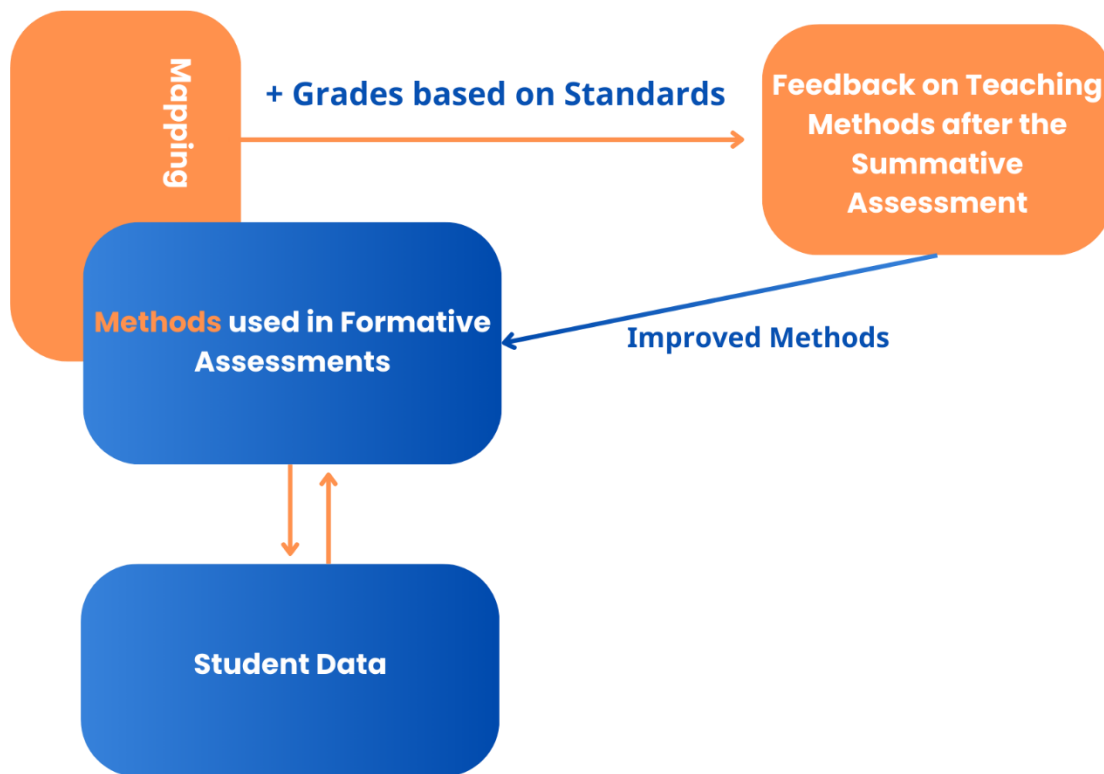 Mapping
+ Grades based on Standards
Feedback on Teaching
Methods after the
Summative
Assessment
Methods used in Formative
Assessments
Improved Methods
Student Data